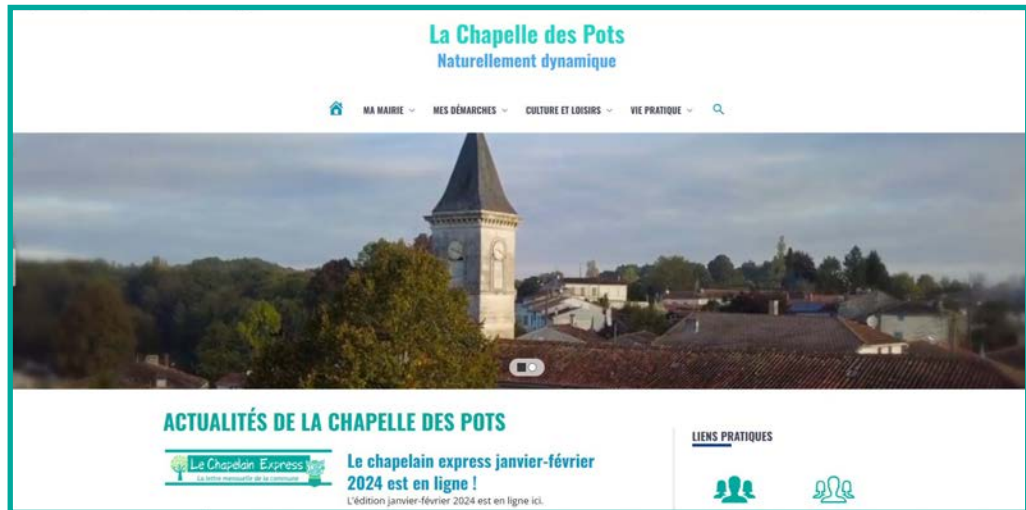 La Chapelle des Pots
Naturellement dynamique
MA MAIRIE
MES DÉMARCHES
CULTURE ET LOISIRS
VIE PRATIQUE
ACTUALITÉS DE LA CHAPELLE DES POTS
Le Chapelain Express
La lettre mensuelle de la commune
Le chapelain express janvier-février
2024 est en ligne !
L'édition janvier-février 2024 est en ligne ici.
LIENS PRATIQUES